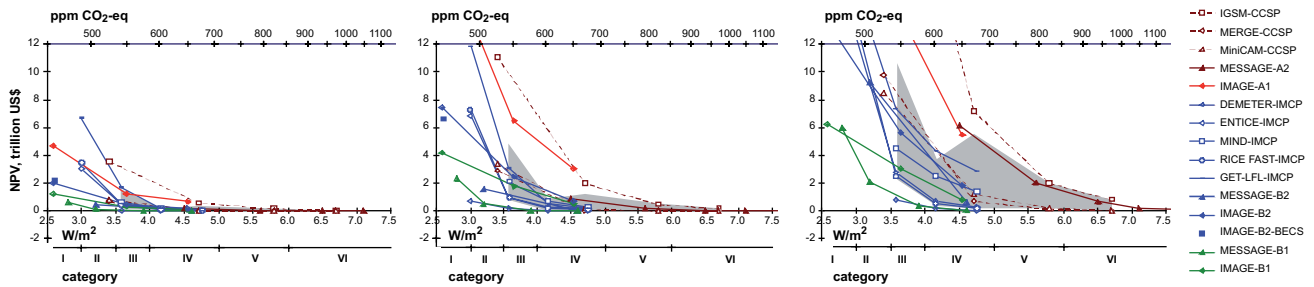 ppm CO2-eq
500 600 700 800 900 1000 1100
12
10
8
6
4
2
0
-2
NPV, trillion US$
2.5 3.0 3.5 4.0 4.5 5.0 5.5 6.0 6.5 7.0 7.5
W/m2
I II III IV V VI
category
ppm CO2-eq
500 600 700 800 900 1000 1100
12
10
8
6
4
2
0
-2
2.5 3.0 3.5 4.0 4.5 5.0 5.5 6.0 6.5 7.0 7.5
W/m2
I II III IV V VI
category
ppm CO2-eq
500 600 700 800 900 1000 1100
12
10
8
6
4
2
0
-2
2.5 3.0 3.5 4.0 4.5 5.0 5.5 6.0 6.5 7.0 7.5
W/m2
I II III IV V VI
category
IGSM-CCSP
MERGE-CCSP
MiniCAM-CCSP
MESSAGE-A2
IMAGE-A1
DEMETER-IMCP
ENTICE-IMCP
MIND-IMCP
RICE FAST-IMCP
GET-LFL-IMCP
MESSAGE-B2
IMAGE-B2
IMAGE-B2-BECS
MESSAGE-B1
IMAGE-B1